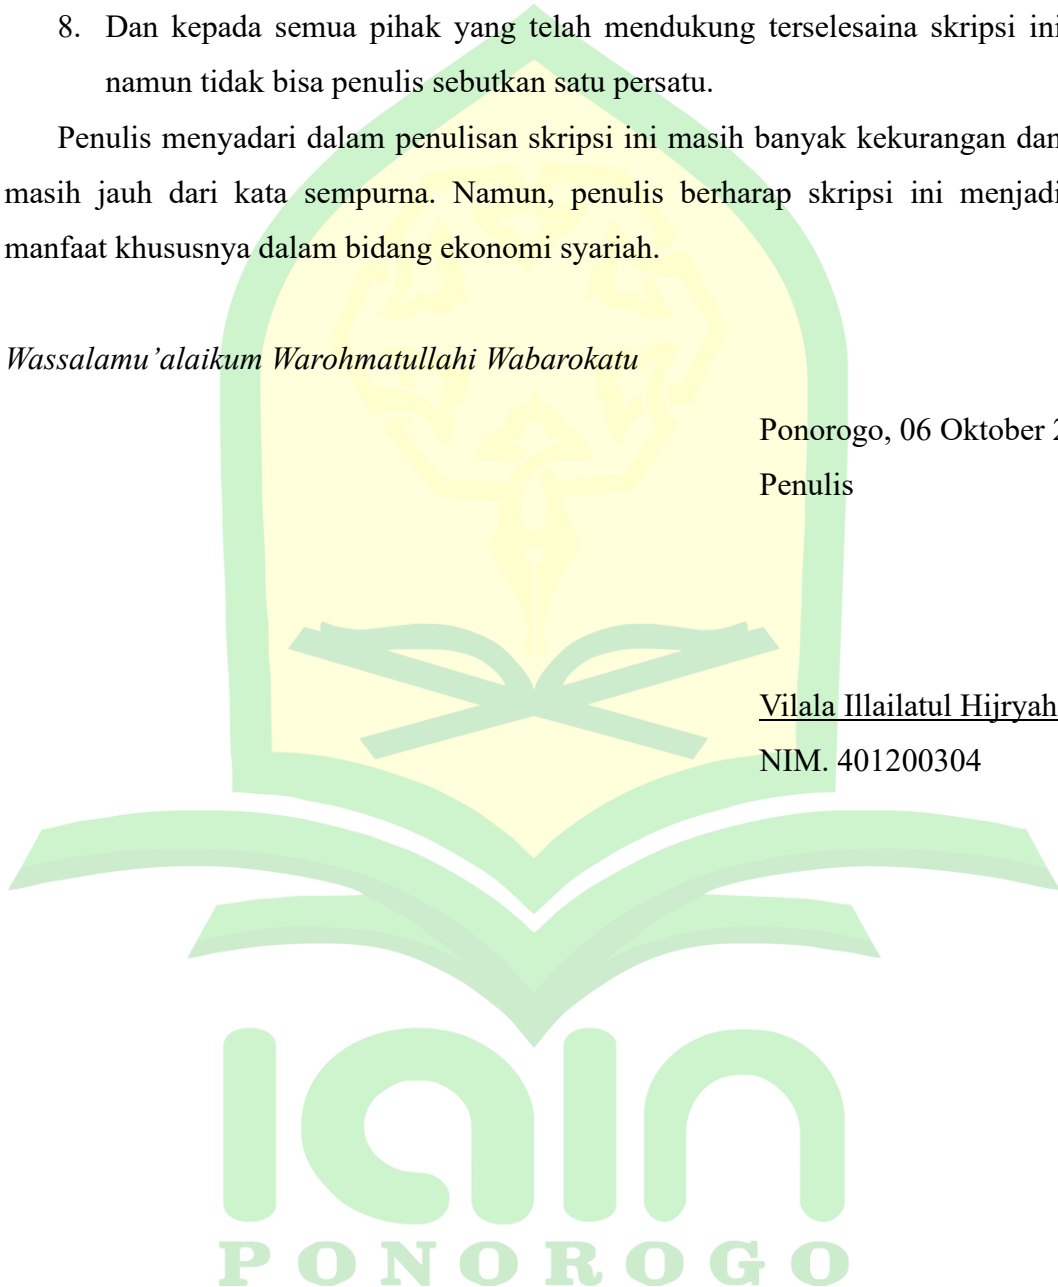 8. Dan kepada semua pihak yang telah mendukung terselesaina skripsi ini
namun tidak bisa penulis sebutkan satu persatu.
Penulis menyadari dalam penulisan skripsi ini masih banyak kekurangan dan
masih jauh dari kata sempurna. Namun, penulis berharap skripsi ini menjadi
manfaat khususnya dalam bidang ekonomi syariah.
Wassalamu’alaikum Warohmatullahi Wabarokatu
Ponorogo, 06 Oktober 2
Penulis
Vilala Illailatul Hijryah
NIM. 401200304
iain
PONOROGO